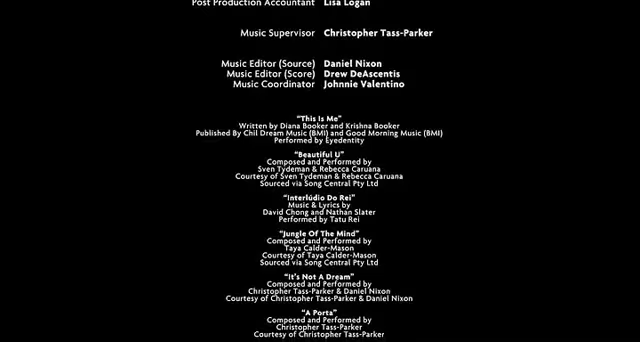 Post Production Accountant Lisa Logan
Music Supervisor Christopher Tass-Parker
Music Editor (Source) Daniel Nixon
Music Editor (Score) Drew DeAscentis
Music Coordinator Johnnie Valentino
“This Is Me”
Written by Diana Booker and Krishna Booker
Published By Chil Dream Music (BMI) and Good Morning Music (BMI)
Performed by Eyedentity
“Beautiful U”
Composed and Performed by
Sven Tydeman & Rebecca Caruana
Courtesy of Sven Tydeman & Rebecca Caruana
Sourced via Song Central Pty Ltd
“Interlúdio Do Rei”
Music & Lyrics by
David Chong and Nathan Slater
Performed by Tatu Rei
“Jungle Of The Mind”
Composed and Performed by
Taya Calder-Mason
Courtesy of Taya Calder-Mason
Sourced via Song Central Pty Ltd
“It's Not A Dream”
Composed and Performed by
Christopher Tass-Parker & Daniel Nixon
Courtesy of Christopher Tass-Parker & Daniel Nixon
“A Porta”
Composed and Performed by
Christopher Tass-Parker
Courtesy of Christopher Tass-Parker